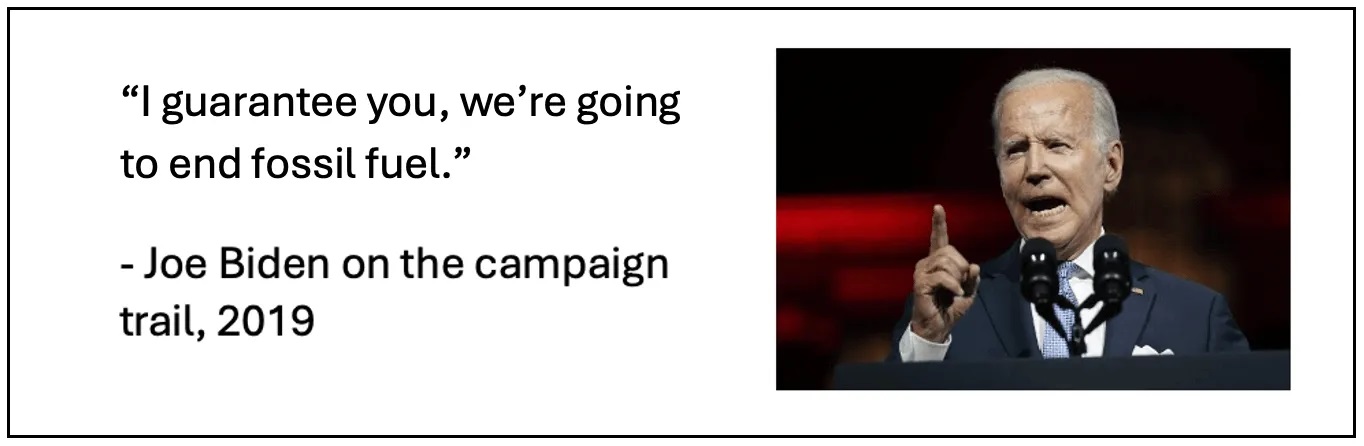 “I guarantee you, we’re going
to end fossil fuel.”
- Joe Biden on the campaign
trail, 2019